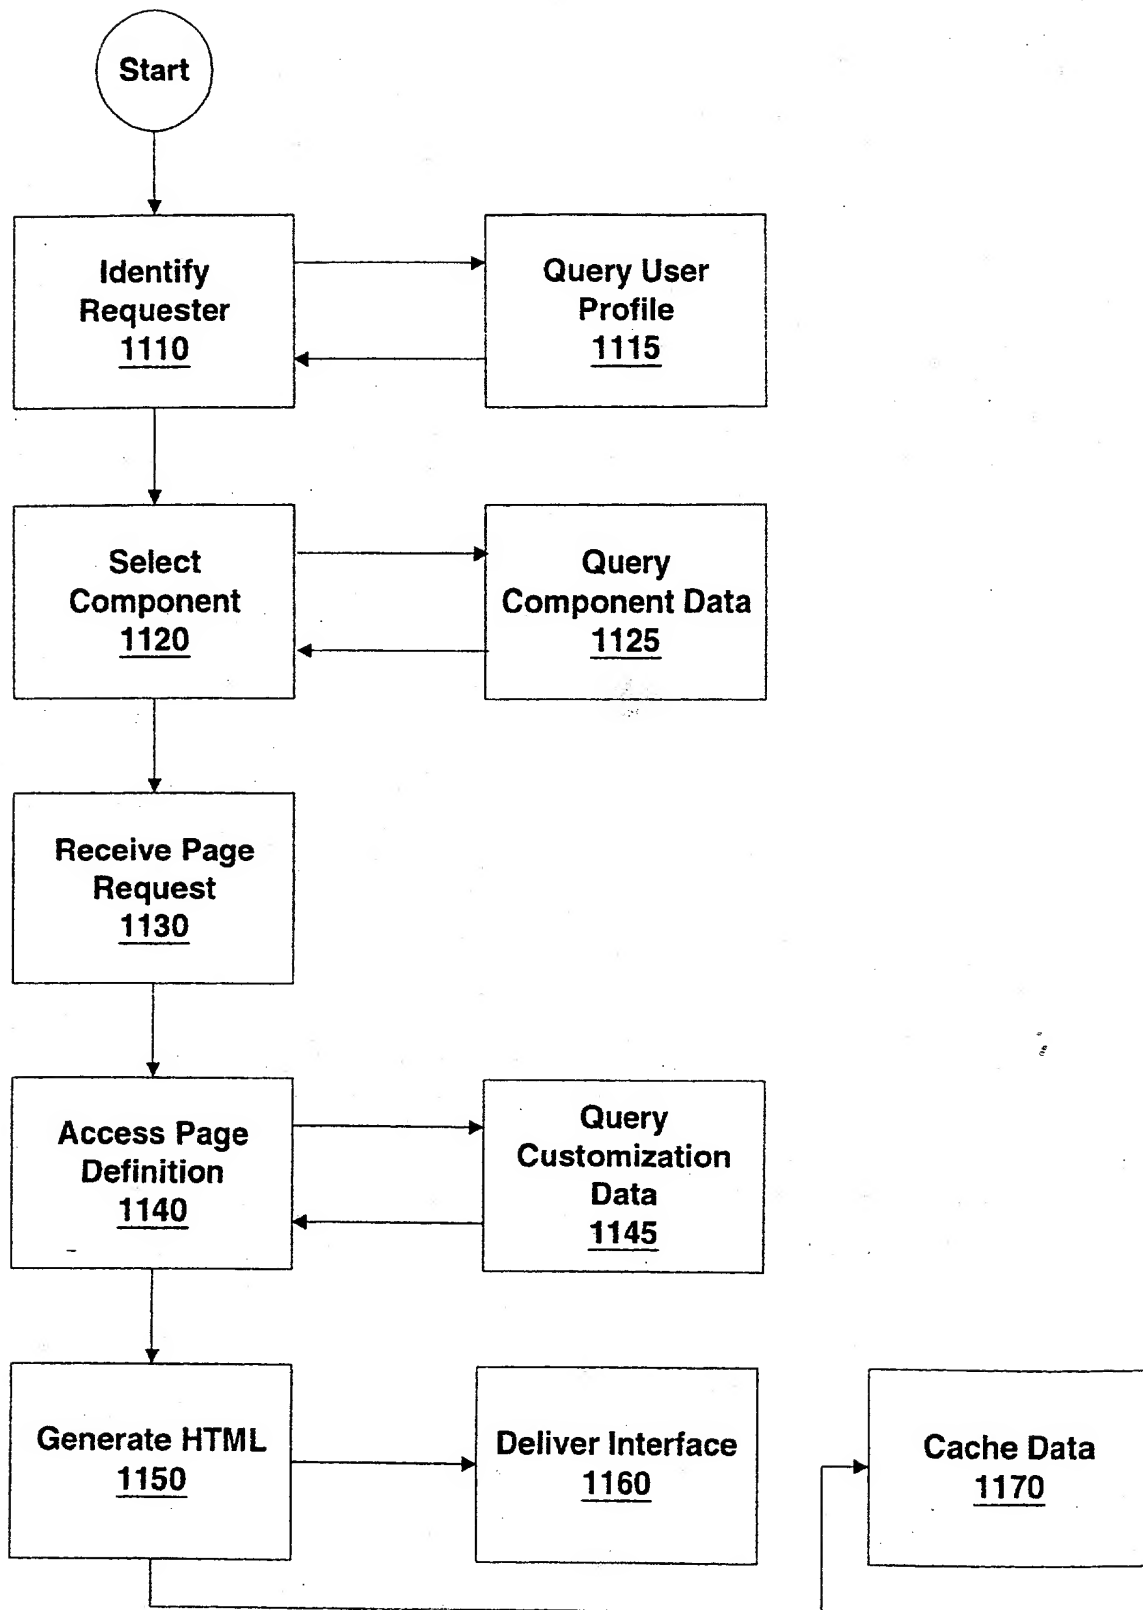 Start
Identify
Requester
1110
Query User
Profile
1115
Select
Component
1120
Query
Component Data
1125
Receive Page
Request
1130
Access Page
Definition
1140
Query
Customization
Data
1145
Generate HTML
1150
Deliver Interface
1160
Cache Data
1170